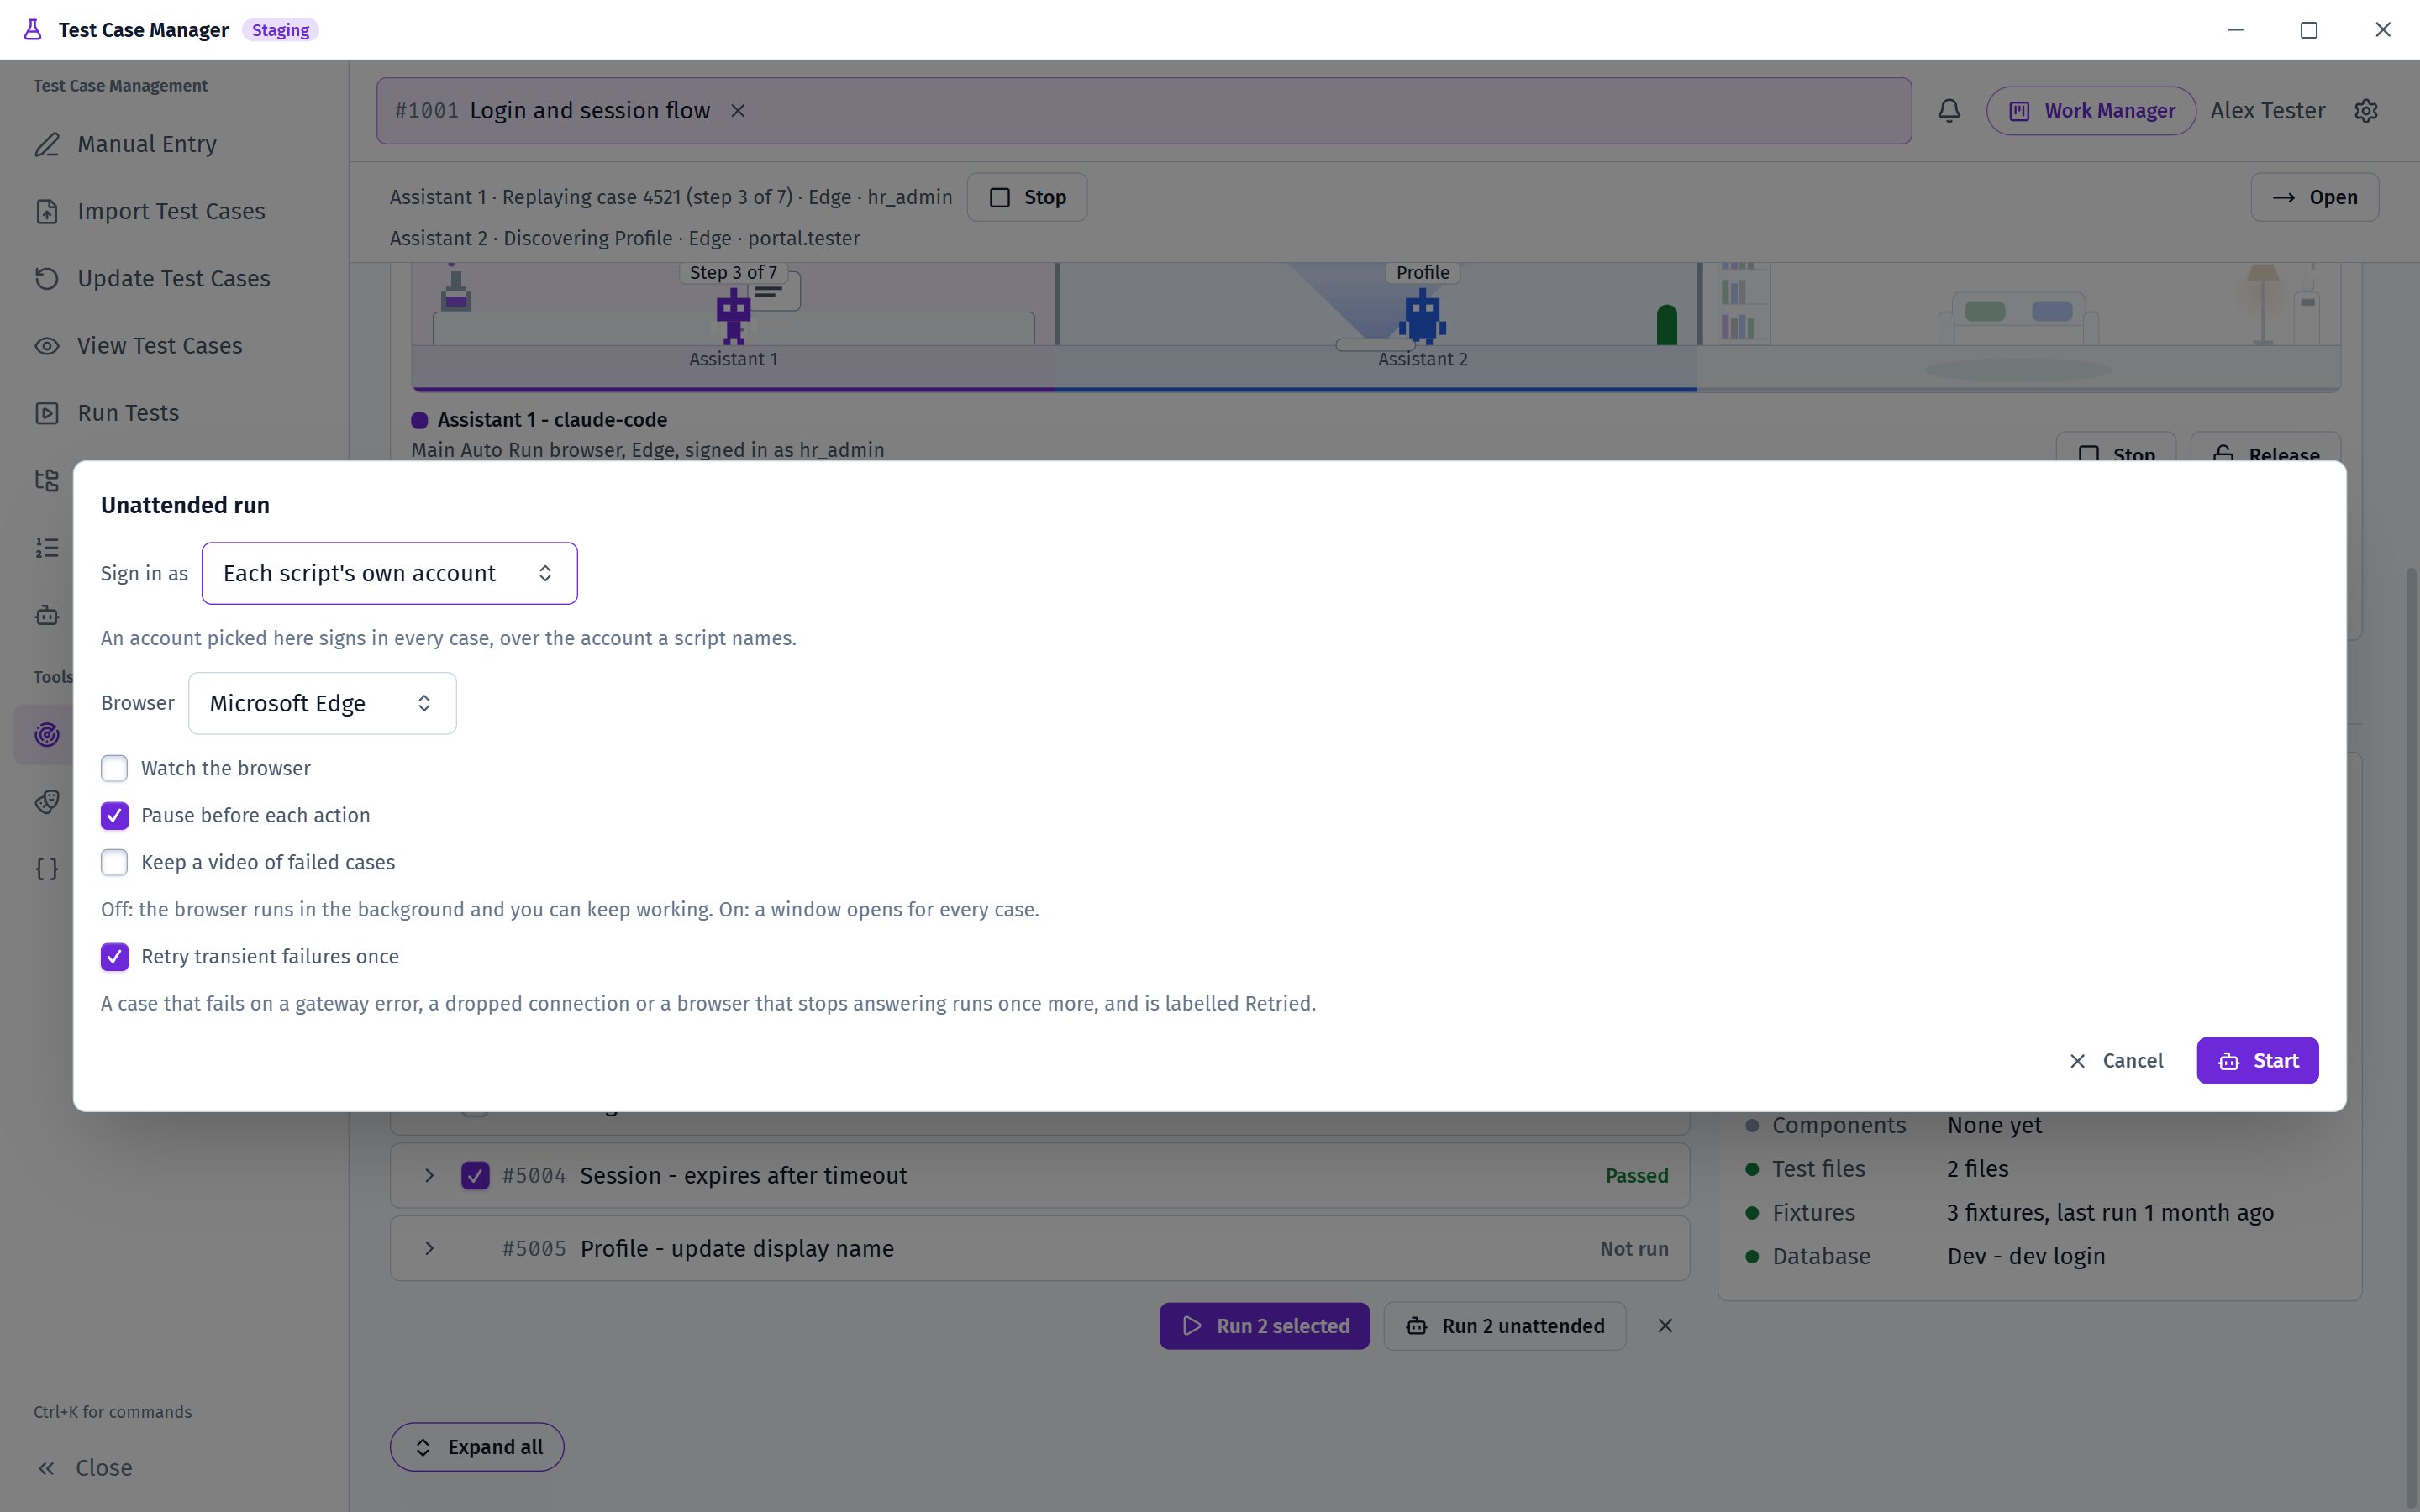 Test Case Manager Staging
Test Case Management
Manual Entry
Import Test Cases
Update Test Cases
View Test Cases
Run Tests
Tools
Ctrl+K for commands
Close
#1001 Login and session flow
Work Manager
Alex Tester
Assistant 1 · Replaying case 4521 (step 3 of 7) · Edge · hr_admin
Stop
Open
Assistant 2 · Discovering Profile · Edge · portal.tester
Step 3 of 7
Profile
Assistant 1
Assistant 2
Assistant 1 - claude-code
Main Auto Run browser, Edge, signed in as hr_admin
Stop
Release
Unattended run
Sign in as Each script's own account
An account picked here signs in every case, over the account a script names.
Browser Microsoft Edge
Watch the browser
Pause before each action
Keep a video of failed cases
Off: the browser runs in the background and you can keep working. On: a window opens for every case.
Retry transient failures once
A case that fails on a gateway error, a dropped connection or a browser that stops answering runs once more, and is labelled Retried.
Cancel
Start
#5004 Session - expires after timeout Passed
#5005 Profile - update display name Not run
Run 2 selected
Run 2 unattended
Expand all
Components None yet
Test files 2 files
Fixtures 3 fixtures, last run 1 month ago
Database Dev - dev login